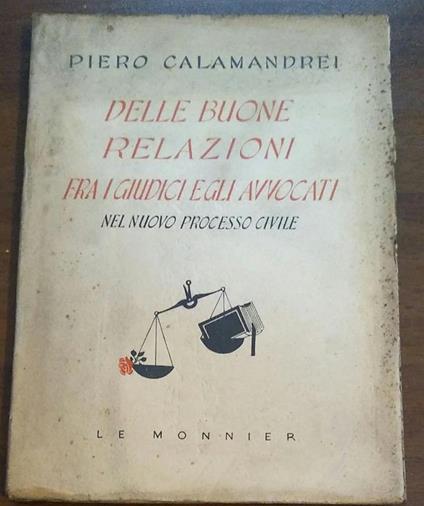 PIERO CALAMANDREI
DELLE BUONE
RELAZIONI
FRA I GIUDICI E GLI AVVOCATI
NEL NUOVO PROCESSO CIVILE
LE MONNIER